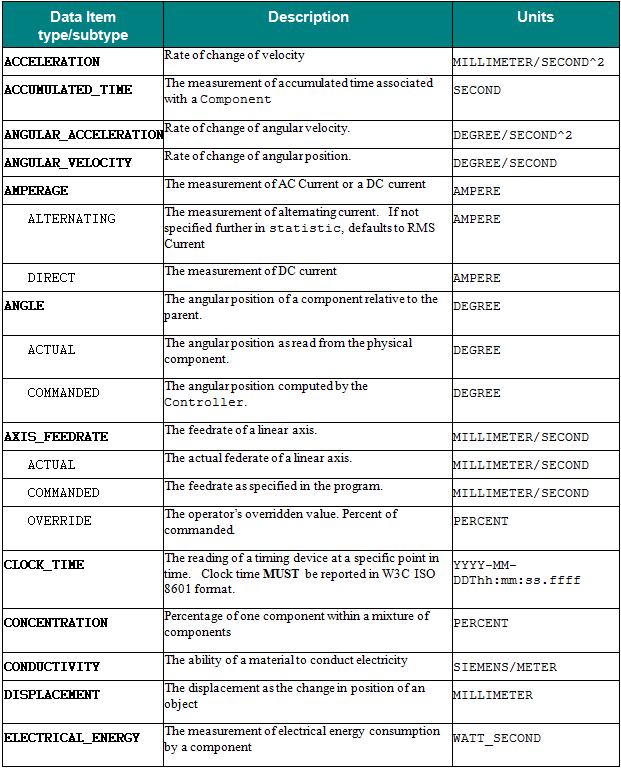 Data Item Description Units
type/subtype
ACCELERATION Rate of change of velocity MILLIMETER/SECOND^2
ACCUMULATED_TIME The measurement of accumulated time associated SECOND
with a Component
ANGULAR_ACCELERATION Rate of change of angular velocity. DEGREE/SECOND^2
ANGULAR_VELOCITY Rate of change of angular position. DEGREE/SECOND
AMPERAGE The measurement of AC Current or a DC current AMPERE
ALTERNATING The measurement of alternating current. If not AMPERE
specified further in statistic, defaults to RMS
Current
DIRECT The measurement of DC current AMPERE
ANGLE The angular position of a component relative to the DEGREE
parent.
ACTUAL The angular position as read from the physical DEGREE
component.
COMMANDED The angular position computed by the DEGREE
Controller.
AXIS_FEEDRATE The feedrate of a linear axis. MILLIMETER/SECOND
ACTUAL The actual federate of a linear axis. MILLIMETER/SECOND
COMMANDED The feedrate as specified in the program. MILLIMETER/SECOND
OVERRIDE The operator's overridden value. Percent of PERCENT
commanded.
CLOCK_TIME The reading of a timing device at a specific point in YYYY-MM-
time. Clock time MUST be reported in W3C ISO DDThh:mm:ss.ffff
8601 format.
CONCENTRATION Percentage of one component within a mixture of PERCENT
components
CONDUCTIVITY The ability of a material to conduct electricity SIEMENS/METER
DISPLACEMENT The displacement as the change in position of an MILLIMETER
object
ELECTRICAL_ENERGY The measurement of electrical energy consumption WATT_SECOND
by a component